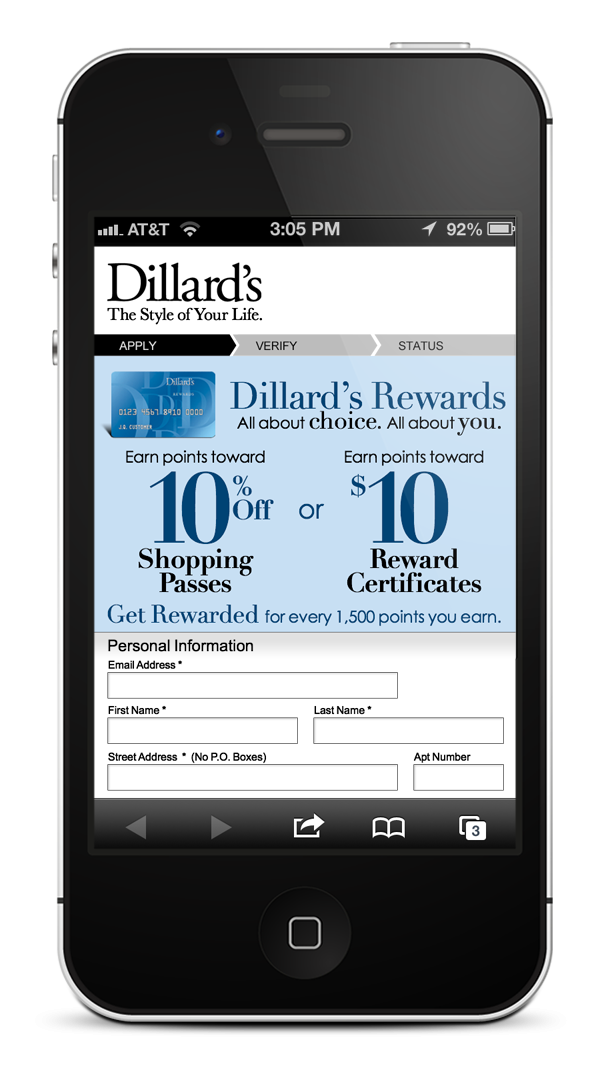 AT&T 3:05 PM 92%
Dillard's
The Style of Your Life.
APPLY VERIFY STATUS
Dillard's
REWARDS
0123 4567 8910 0000
J.Q. CUSTOMER
Dillard's Rewards
All about choice. All about you.
Earn points toward
10% Off
Shopping
Passes
or
Earn points toward
$10
Reward
Certificates
Get Rewarded for every 1,500 points you earn.
Personal Information
Email Address *
First Name * Last Name *
Street Address * (No P.O. Boxes) Apt Number
3